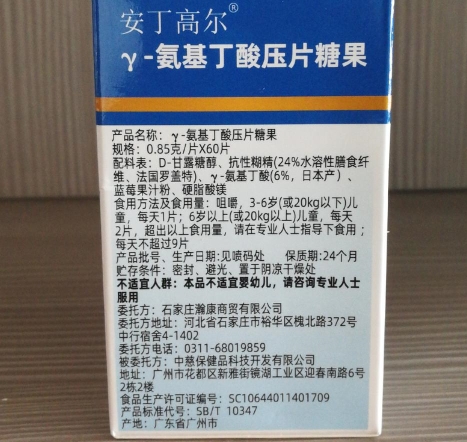 安丁高尔®
γ-氨基丁酸压片糖果
产品名称：γ-氨基丁酸压片糖果
规格：0.85克/片X60片
配料表：D-甘露糖醇、抗性糊精(24%水溶性膳食纤
维、法国罗盖特)、γ-氨基丁酸(6%，日本产）、
蓝莓果汁粉、硬脂酸镁
食用方法及食用量：咀嚼，3-6岁(或20kg以下)儿
童，每天1片；6岁以上(或20kg以上)儿童，每天
2片，超出以上食用量，请在专业人士指导下食用；
每天不超过9片
产品批号、生产日期:见喷码处 保质期:24个月
贮存条件：密封、避光、置于阴凉干燥处
不适宜人群：本品不适宜婴幼儿，请咨询专业人士
服用
委托方：石家庄瀚康商贸有限公司
委托方地址：河北省石家庄市裕华区槐北路372号
中行宿舍4-1402
委托方电话：0311-68019859
被委托方：中慈保健品科技开发有限公司
地址：广州市花都区新雅街镜湖工业区迎春南路6号
2栋2楼
食品生产许可证编号：SC10644011401709
产品标准代号：SB/T 10347
产地：广东省广州市